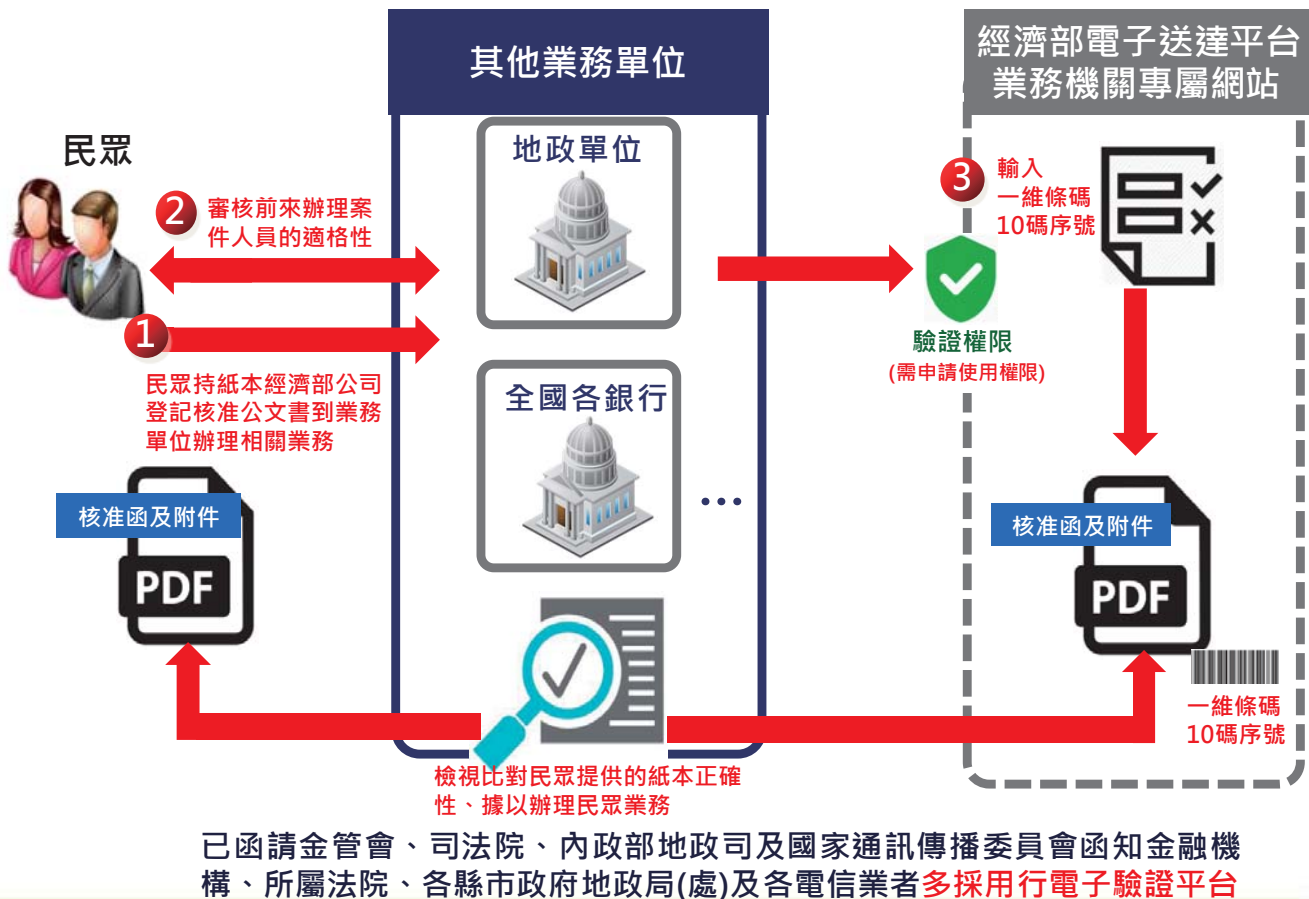 其他業務單位
經濟部電子送達平台
業務機關專屬網站
民眾
地政單位
2
審核前來辦理案
件人員的適格性
3
輸入
一維條碼
10碼序號
1
驗證權限
(需申請使用權限)
民眾持紙本經濟部公司
登記核准公文書到業務
單位辦理相關業務
全國各銀行
...
核准函及附件
PDF
核准函及附件
PDF
一維條碼
10碼序號
檢視比對民眾提供的紙本正確
性、據以辦理民眾業務
已函請金管會、司法院、內政部地政司及國家通訊傳播委員會函知金融機
構、所屬法院、各縣市政府地政局(處)及各電信業者多採用行電子驗證平台